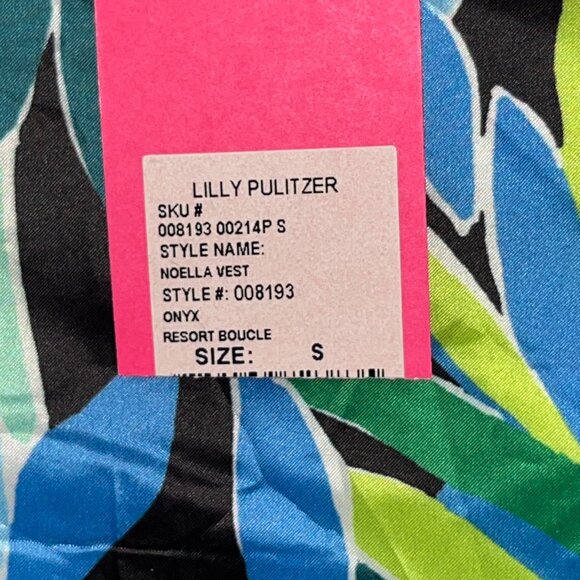 LILLY PULITZER
SKU #
008193 00214P S
STYLE NAME:
NOELLA VEST
STYLE #: 008193
ONYX
RESORT BOUCLE
SIZE: S